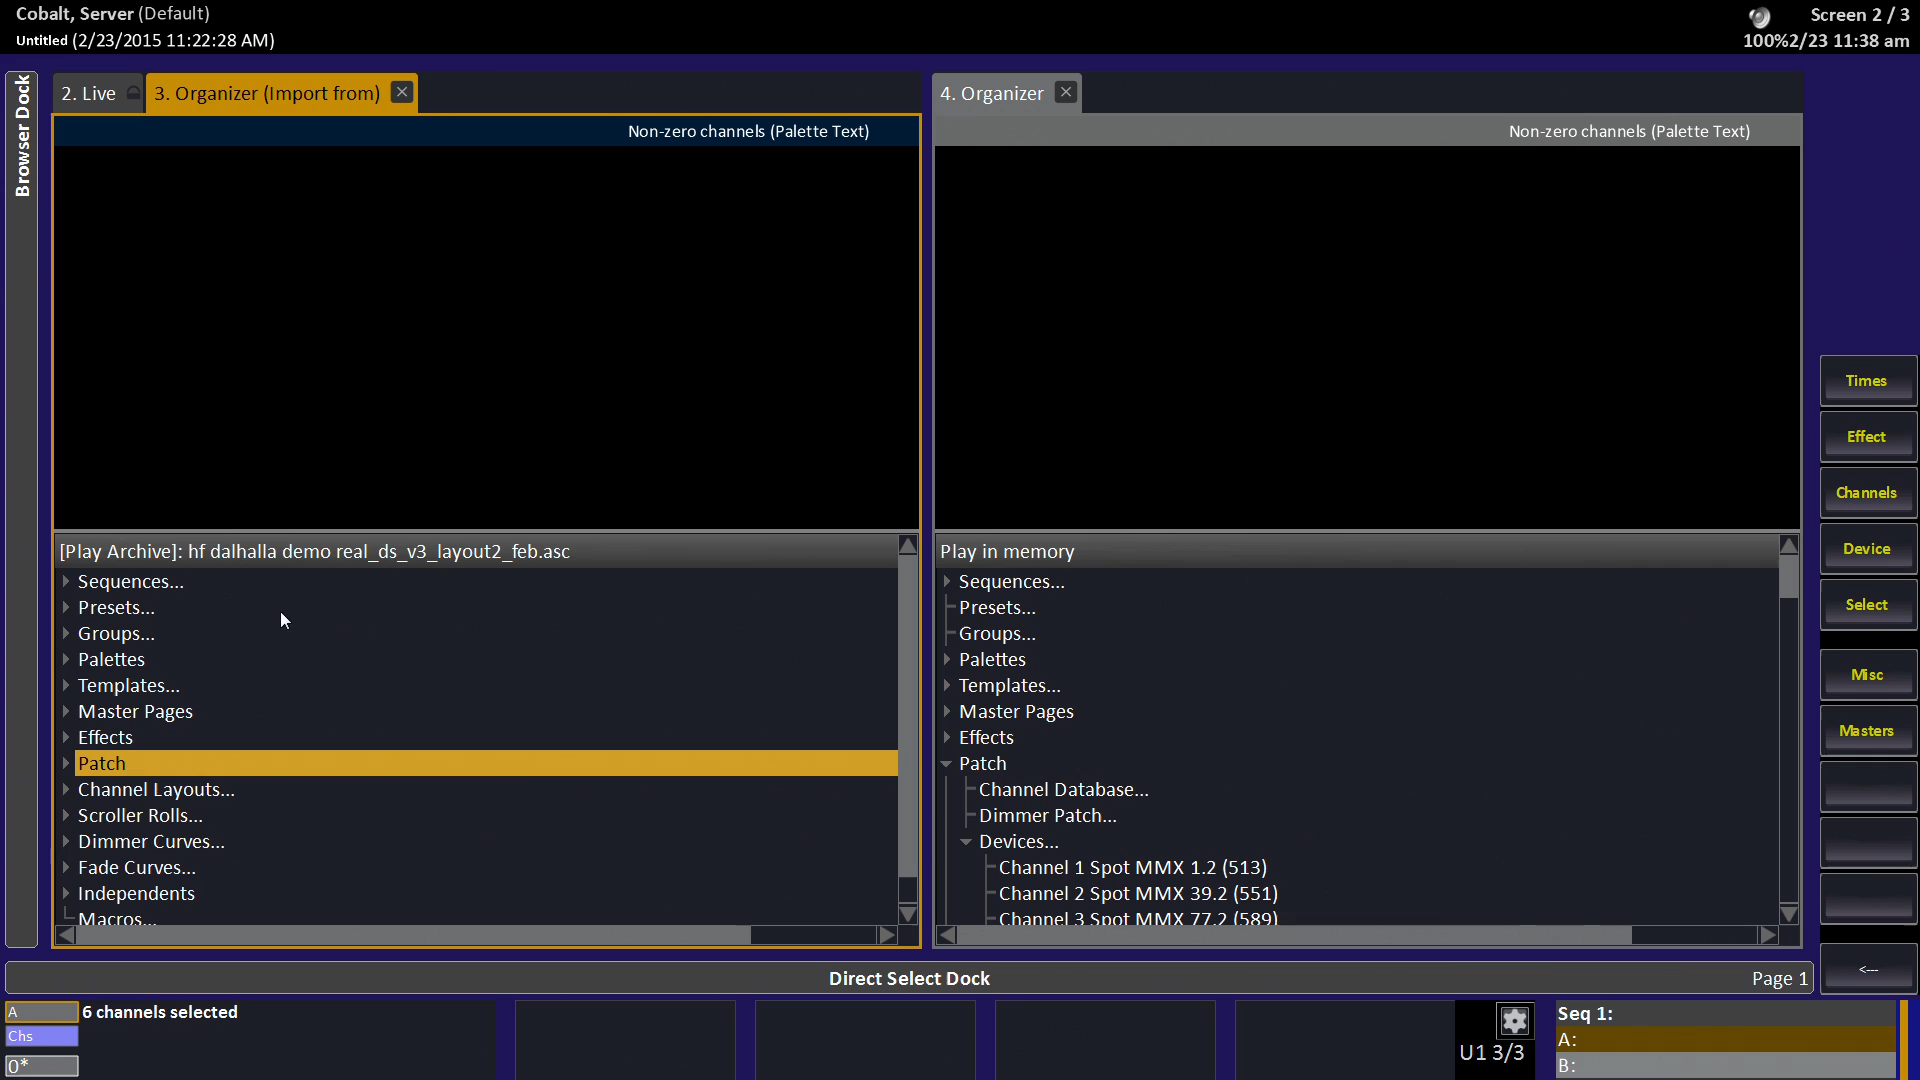 Cobalt, Server (Default)
Untitled (2/23/2015 11:22:28 AM)
Screen 2 / 3
100%2/23 11:38 am
Browser Dock
2. Live
3. Organizer (Import from)
Non-zero channels (Palette Text)
[Play Archive]: hf dalhalla demo real_ds_v3_layout2_feb.asc
Sequences...
Presets...
Groups...
Palettes
Templates...
Master Pages
Effects
Patch
Channel Layouts...
Scroller Rolls...
Dimmer Curves...
Fade Curves...
Independents
Macros...
4. Organizer
Non-zero channels (Palette Text)
Play in memory
Sequences...
Presets...
Groups...
Palettes
Templates...
Master Pages
Effects
Patch
Channel Database...
Dimmer Patch...
Devices...
Channel 1 Spot MMX 1.2 (513)
Channel 2 Spot MMX 39.2 (551)
Channel 3 Spot MMX 77.2 (589)
Times
Effect
Channels
Device
Select
Misc
Masters
<---
Direct Select Dock
Page 1
A
6 channels selected
Chs
0*
U1 3/3
Seq 1:
A:
B: